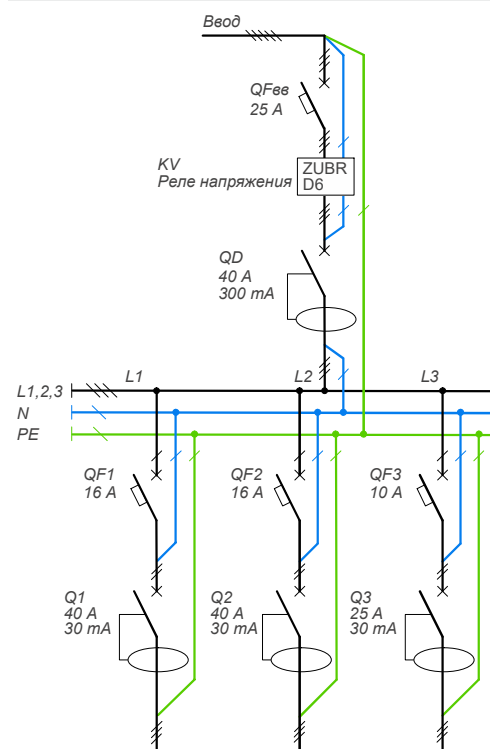 Ввод
QFвв
25 А
KV
Реле напряжения
ZUBR
D6
QD
40 А
300 mA
L1 L2 L3
L1,2,3
N
PE
QF1
16 А
QF2
16 А
QF3
10 А
Q1
40 А
30 mA
Q2
40 А
30 mA
Q3
25 А
30 mA